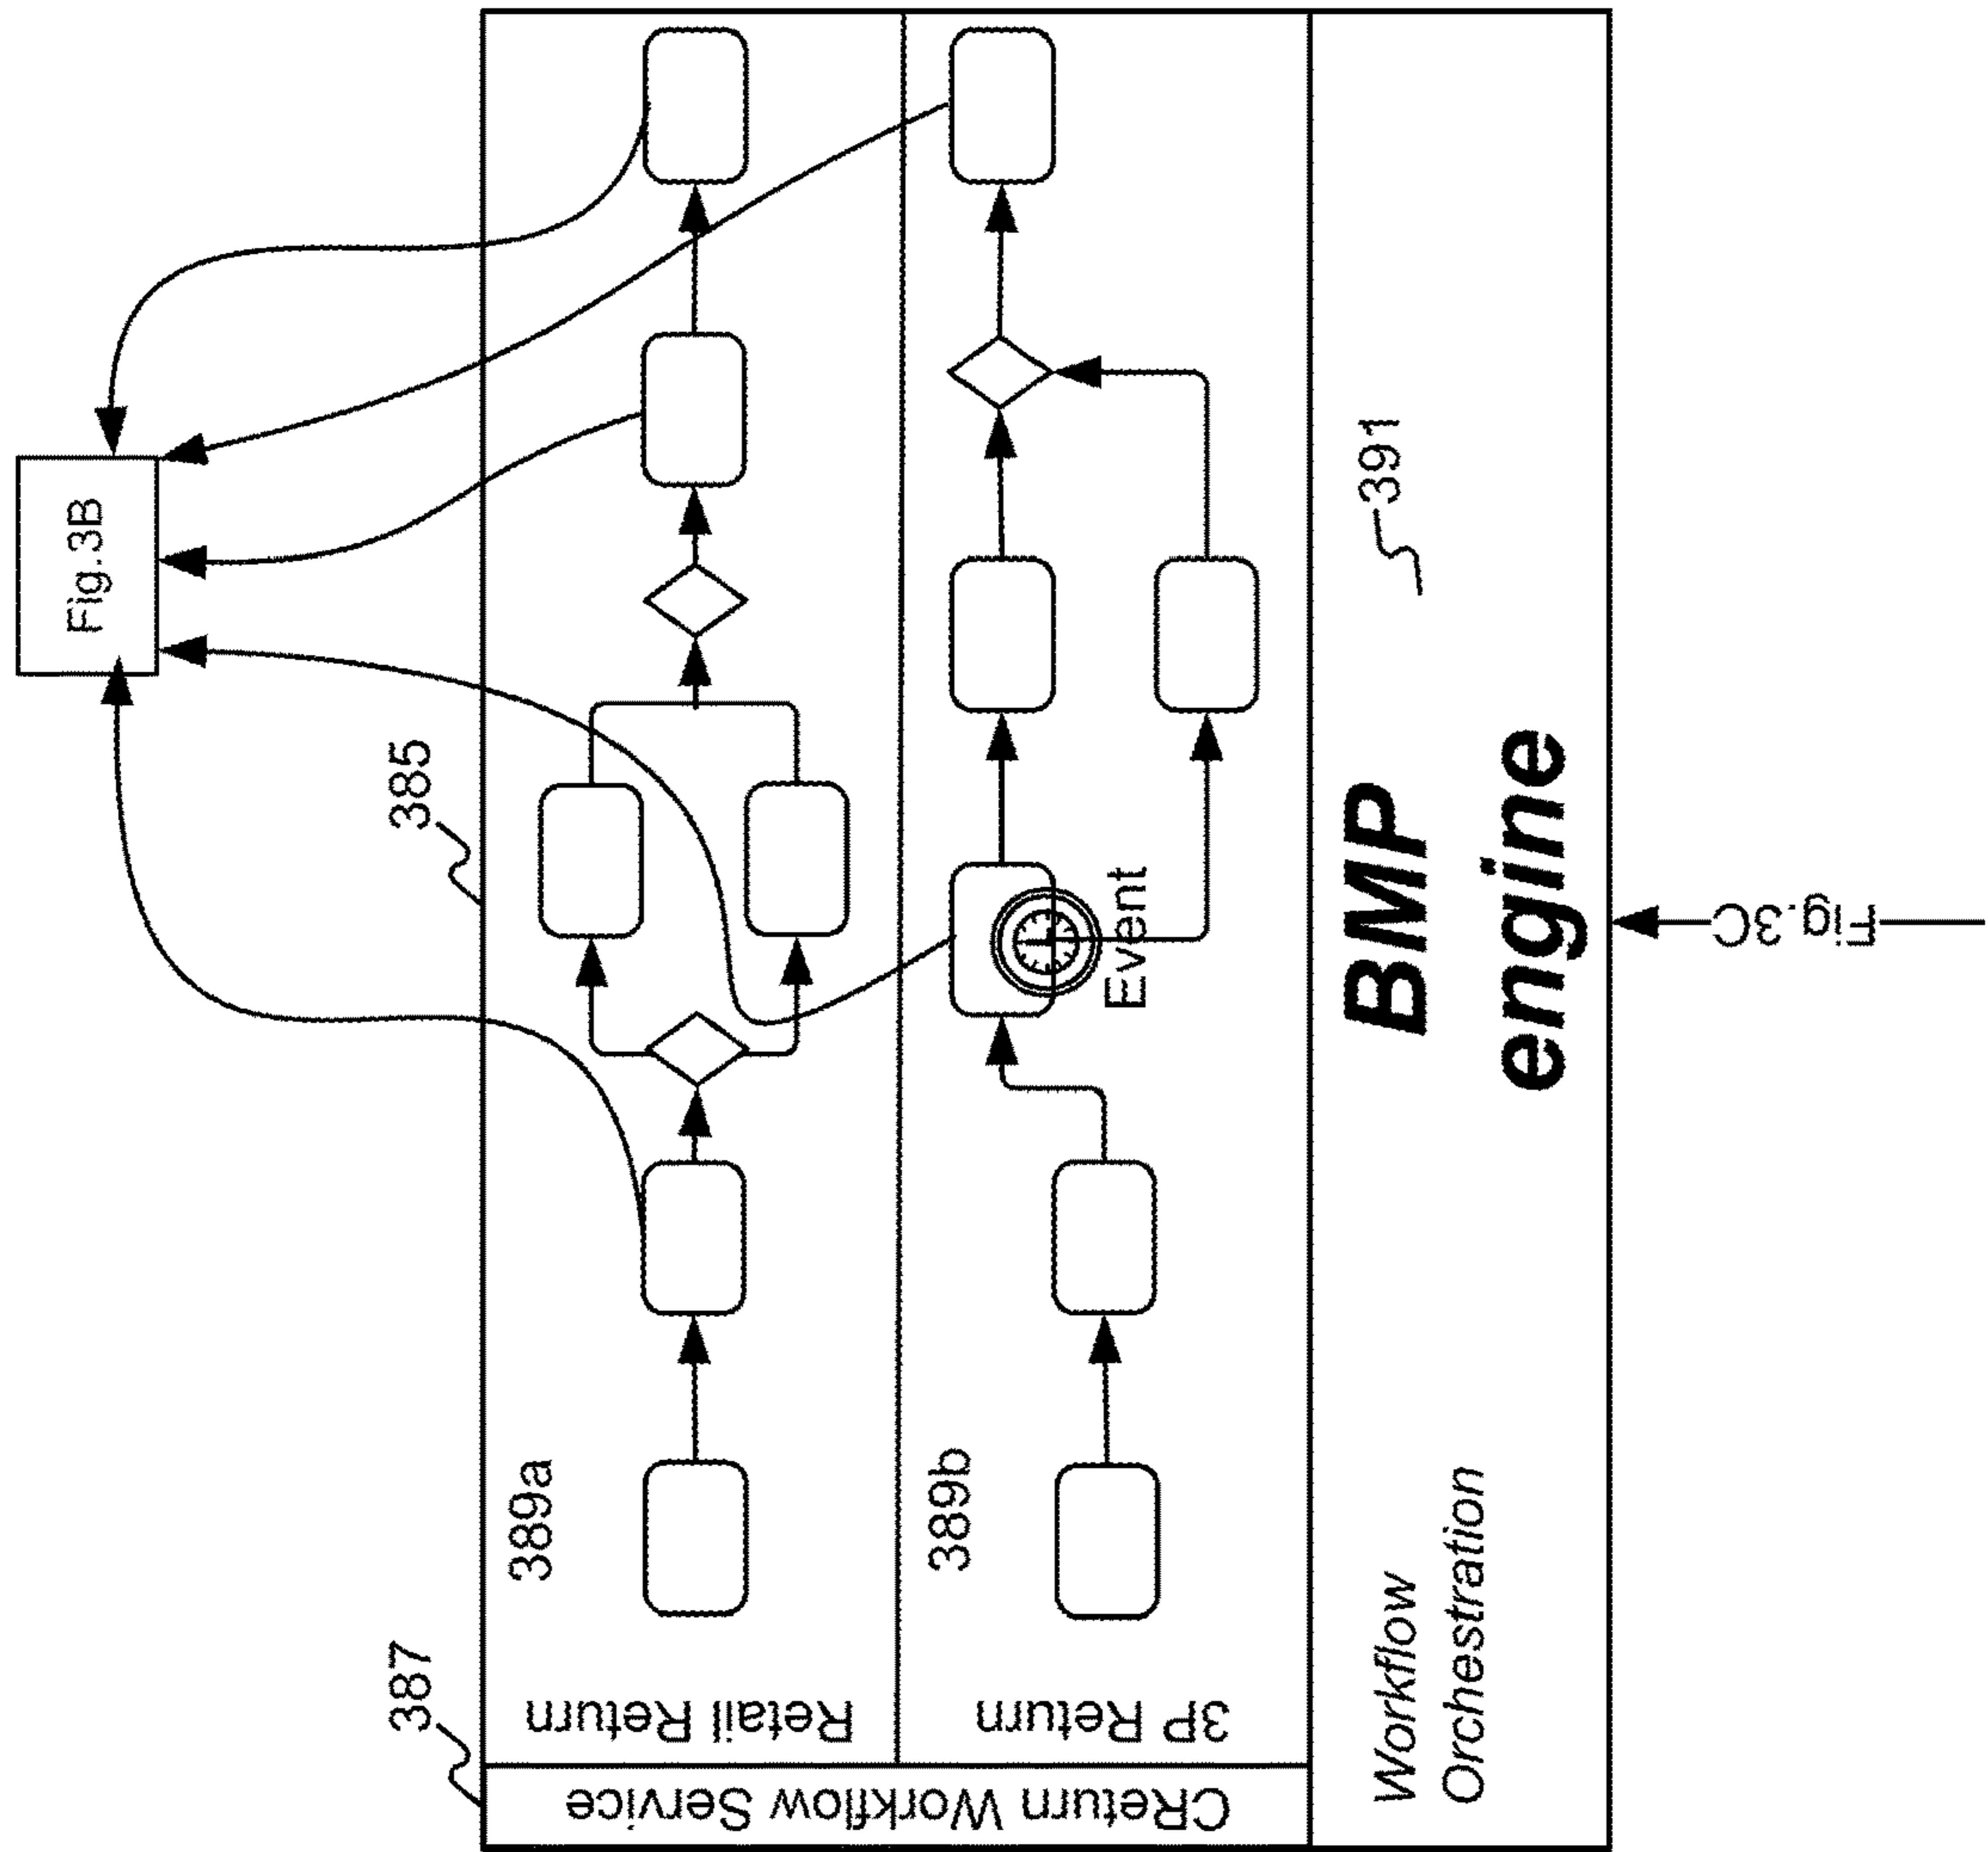 Fig.3B
385
387
CReturn Workflow Service
Retail Return
389a
3P Return
389b
Event
391
BMP
engine
Workflow
Orchestration
Fig.3C